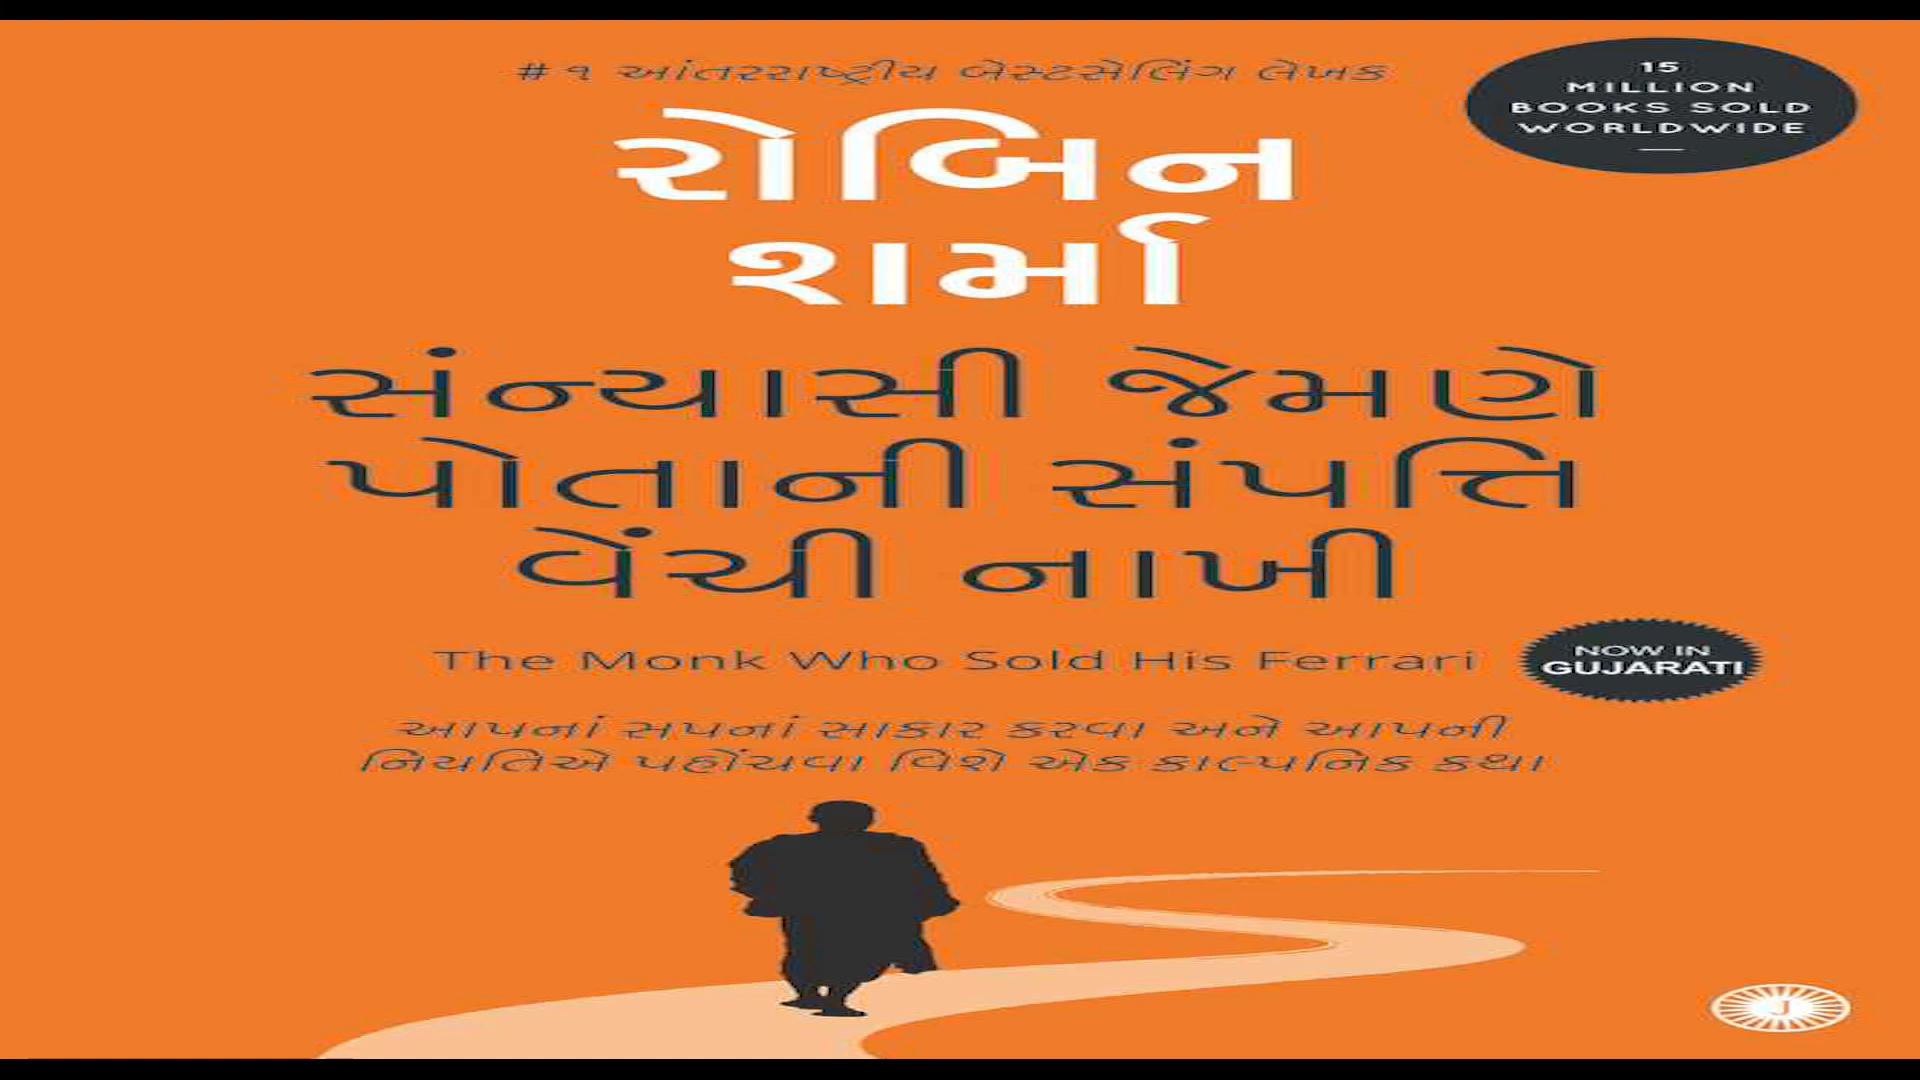 # ૧ આંતરરાષ્ટ્રીય બેસ્ટસેલિંગ લેખક
15
MILLION
BOOKS SOLD
WORLDWIDE
રોબિન
શર્મા
સંન્યાસી જેમણે
પોતાની સંપત્તિ
વેંચી નાખી
The Monk Who Sold His Ferrari
NOW IN
GUJARATI
આપનાં સપનાં સાકાર કરવા અને આપની
નિયતિએ પહોંચવા વિશે એક કાલ્પનિક કથા
J